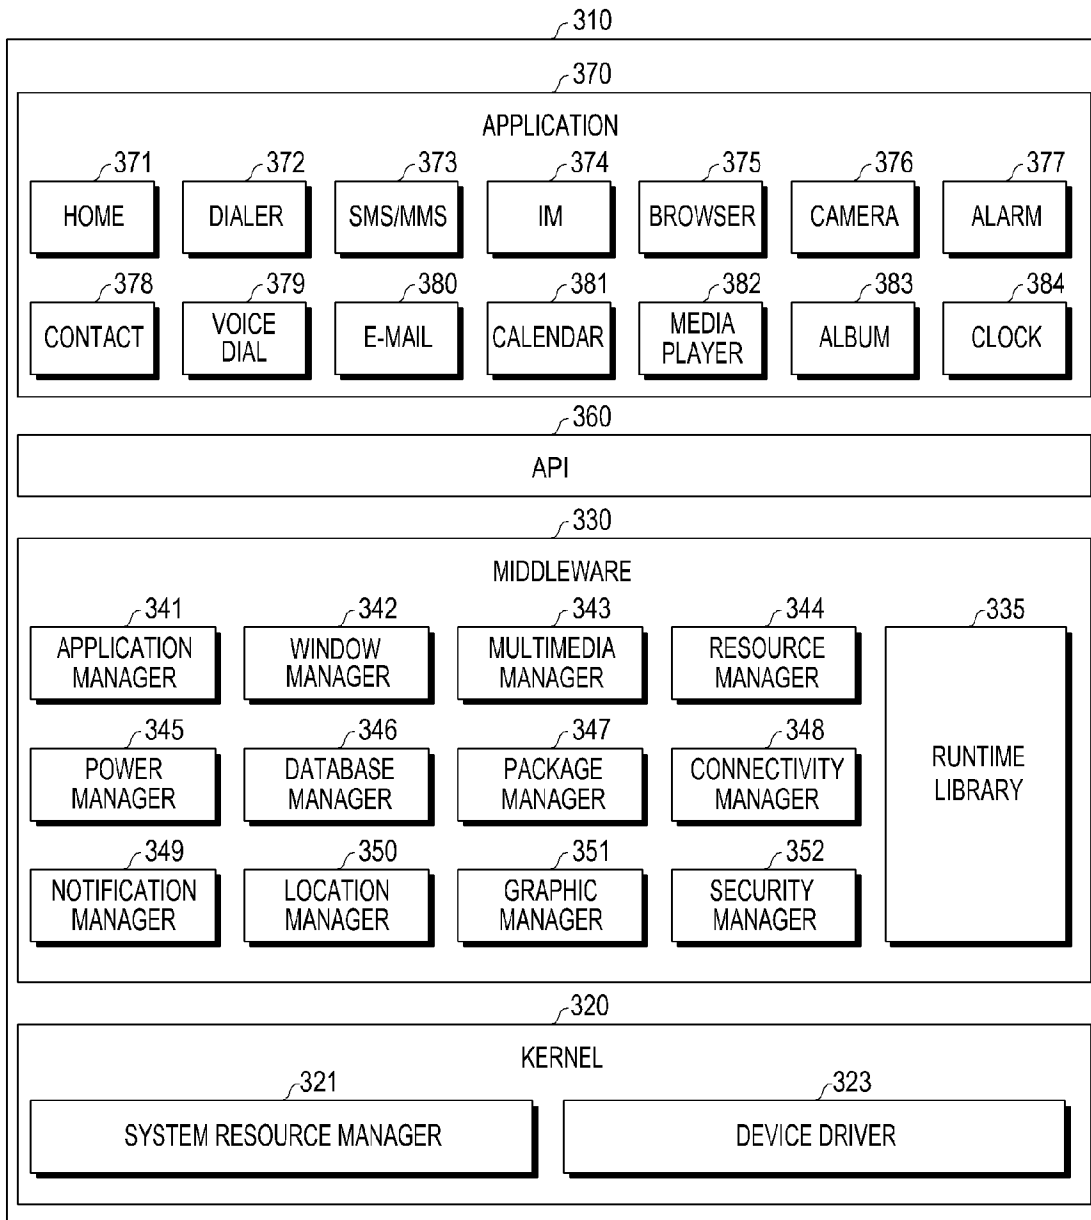 310
370
APPLICATION
371 372 373 374 375 376 377
HOME DIALER SMS/MMS IM BROWSER CAMERA ALARM
378 379 380 381 382 383 384
CONTACT VOICE DIAL E-MAIL CALENDAR MEDIA PLAYER ALBUM CLOCK
360
API
330
MIDDLEWARE
341 342 343 344 335
APPLICATION MANAGER WINDOW MANAGER MULTIMEDIA MANAGER RESOURCE MANAGER
345 346 347 348
POWER MANAGER DATABASE MANAGER PACKAGE MANAGER CONNECTIVITY MANAGER RUNTIME LIBRARY
349 350 351 352
NOTIFICATION MANAGER LOCATION MANAGER GRAPHIC MANAGER SECURITY MANAGER
320
KERNEL
321 323
SYSTEM RESOURCE MANAGER DEVICE DRIVER